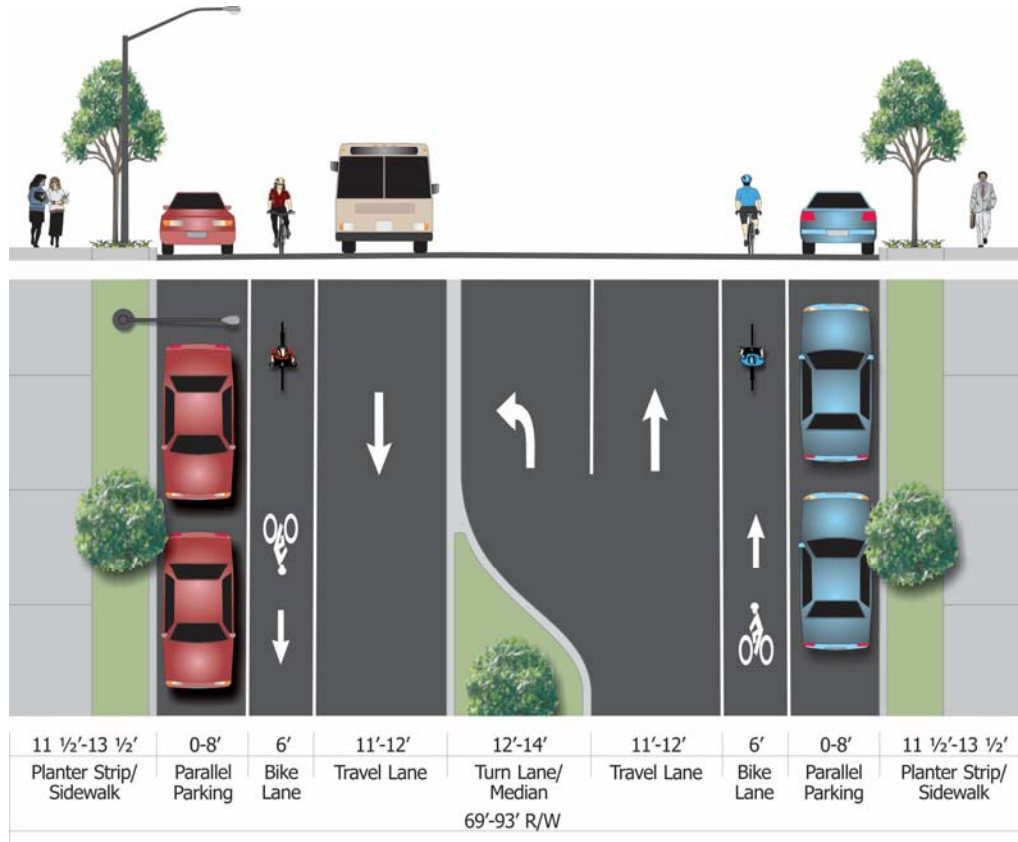 11 ½’-13 ½’ 0-8’ 6’ 11’-12’ 12’-14’ 11’-12’ 6’ 0-8’ 11 ½’-13 ½’
Planter Strip/ Parallel Bike Travel Lane Turn Lane/ Travel Lane Bike Parallel Planter Strip/
Sidewalk Parking Lane Median Lane Parking Sidewalk
69’-93’ R/W